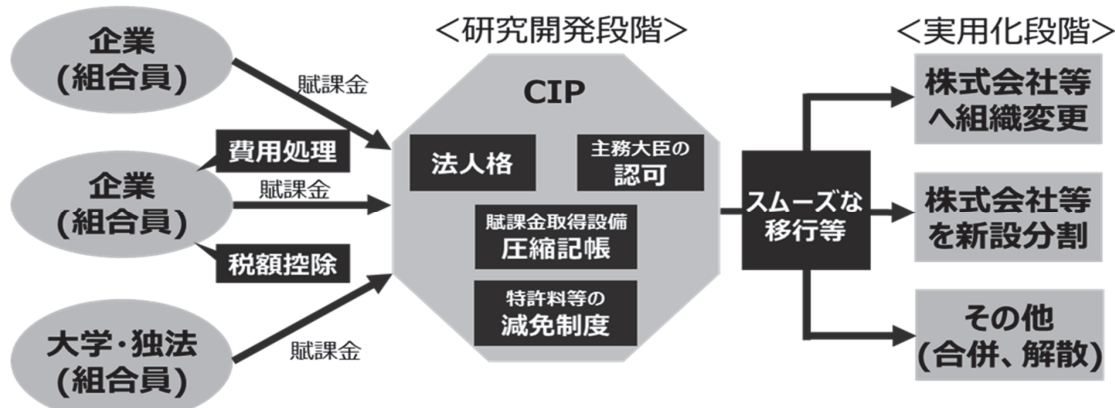 <研究開発段階>
<実用化段階>
企業
(組合員)
賦課金
費用処理
企業
(組合員)
賦課金
税額控除
大学・独法
(組合員)
賦課金
CIP
法人格
主務大臣の
認可
賦課金取得設備
圧縮記帳
特許料等の
減免制度
スムーズな
移行等
株式会社等
へ組織変更
株式会社等
を新設分割
その他
(合併、解散)